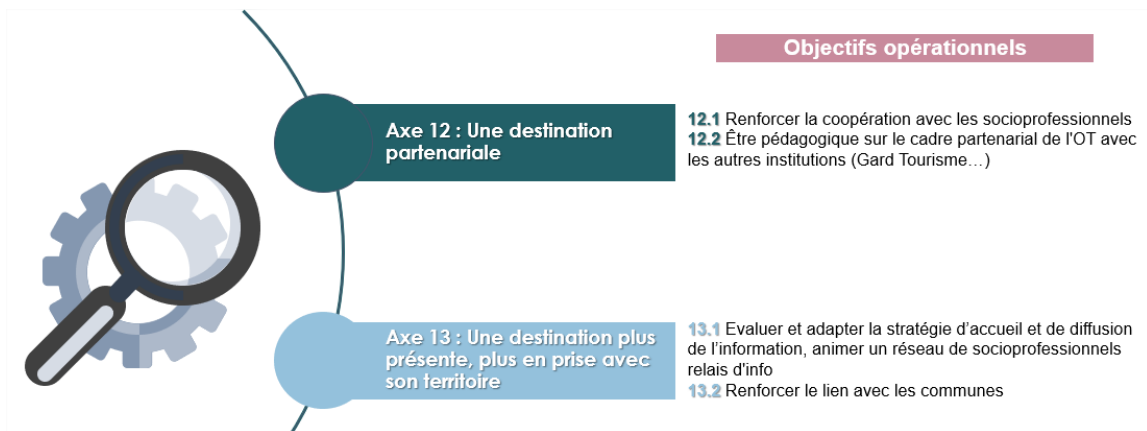 Objectifs opérationnels
Axe 12 : Une destination
partenariale
12.1 Renforcer la coopération avec les socioprofessionnels
12.2 Être pédagogique sur le cadre partenarial de l'OT avec
les autres institutions (Gard Tourisme…)
Axe 13 : Une destination plus
présente, plus en prise avec
son territoire
13.1 Evaluer et adapter la stratégie d’accueil et de diffusion
de l’information, animer un réseau de socioprofessionnels
relais d'info
13.2 Renforcer le lien avec les communes